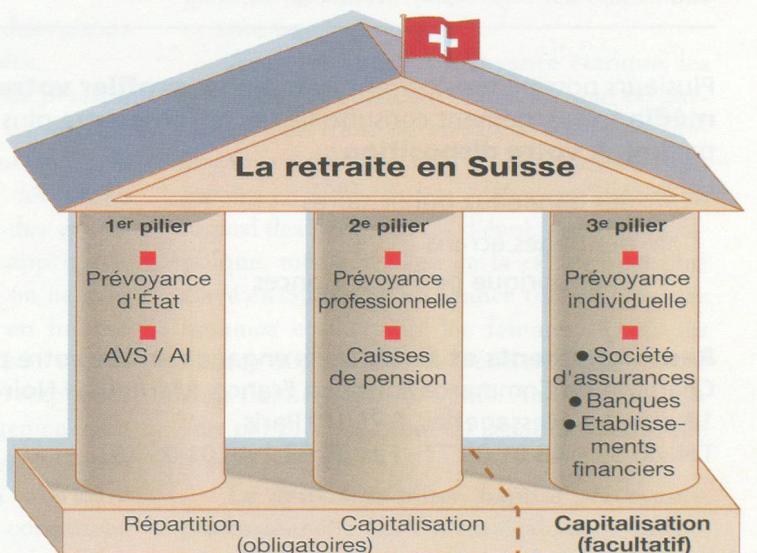 La retraite en Suisse
1er pilier
Prévoyance
d'État
AVS / AI
2e pilier
Prévoyance
professionnelle
Caisses
de pension
3e pilier
Prévoyance
individuelle
● Société
d'assurances
● Banques
● Etablisse-
ments
financiers
Répartition
Capitalisation
(obligatoires)
Capitalisation
(facultatif)